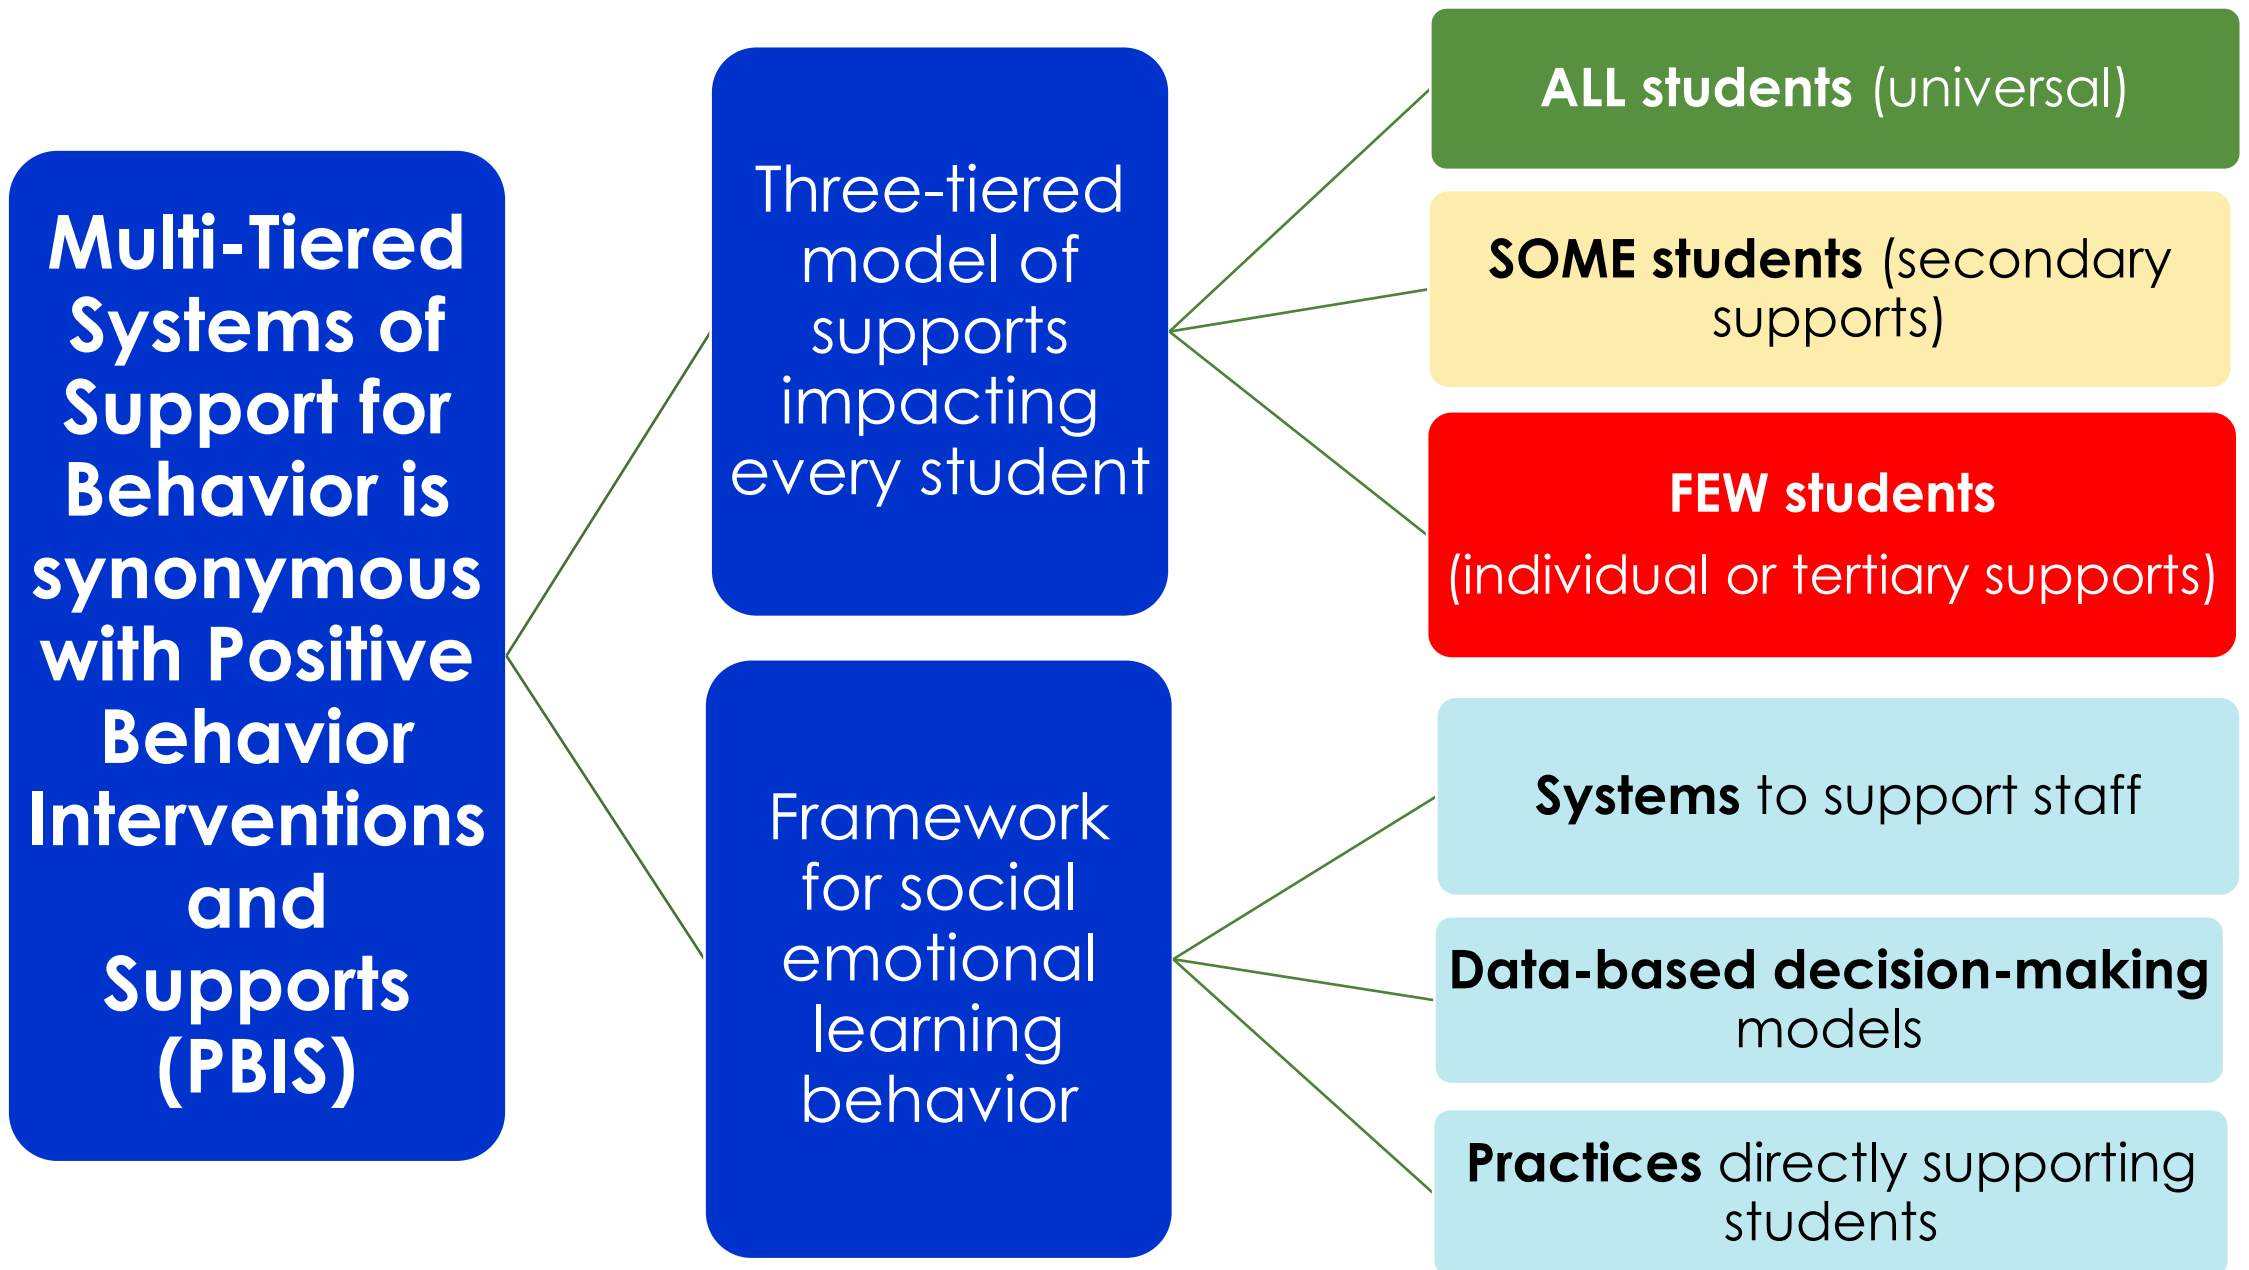 Multi-Tiered
Systems of
Support for
Behavior is
synonymous
with Positive
Behavior
Interventions
and
Supports
(PBIS)
Three-tiered
model of
supports
impacting
every student
ALL students (universal)
SOME students (secondary
supports)
FEW students
(individual or tertiary supports)
Framework
for social
emotional
learning
behavior
Systems to support staff
Data-based decision-making
models
Practices directly supporting
students